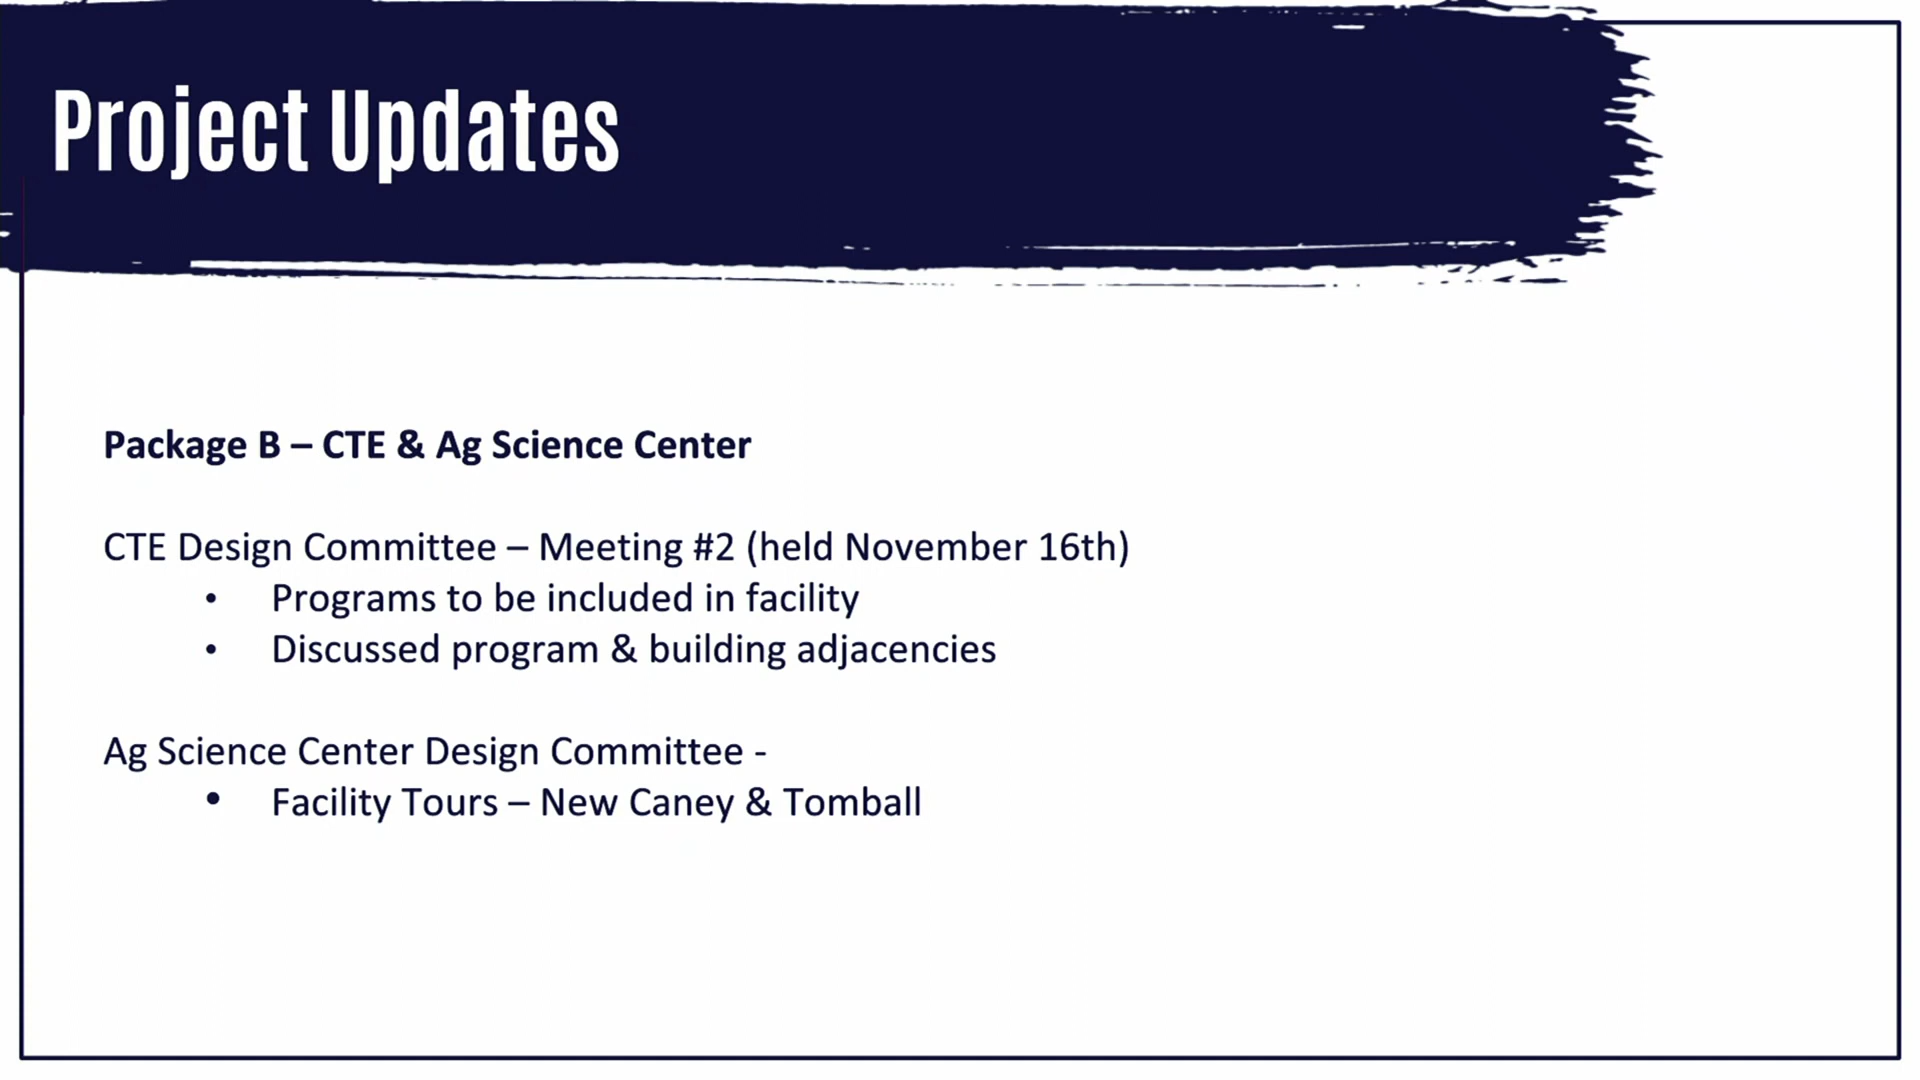 Project Updates
Package B – CTE & Ag Science Center
CTE Design Committee – Meeting #2 (held November 16th)
• Programs to be included in facility
• Discussed program & building adjacencies
Ag Science Center Design Committee -
• Facility Tours – New Caney & Tomball